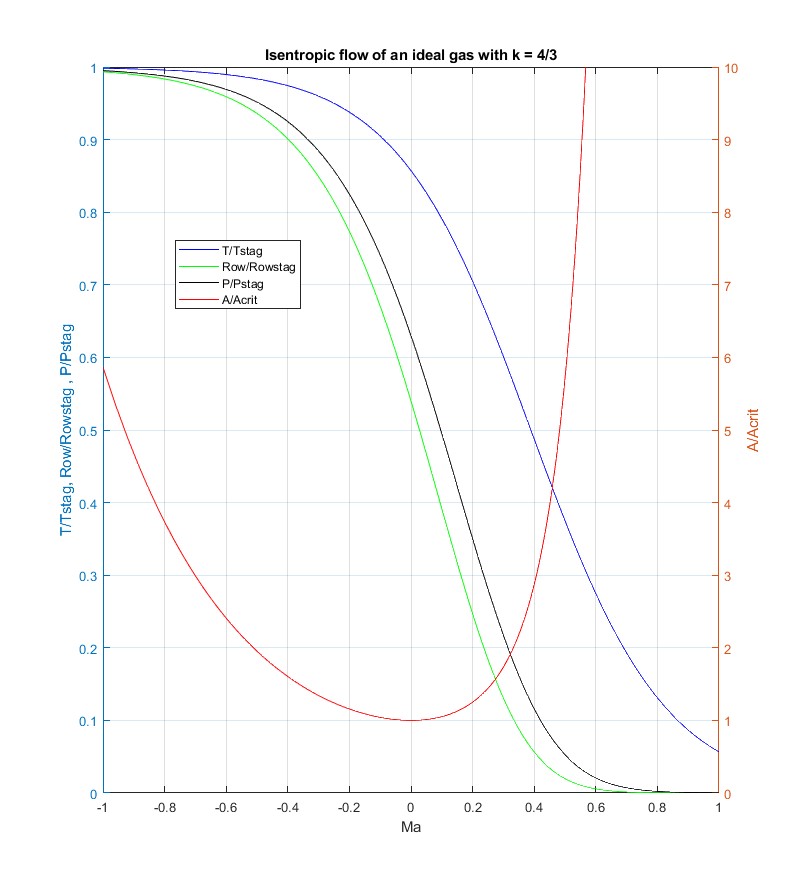 Isentropic flow of an ideal gas with k = 4/3
1
0.9
0.8
0.7
0.6
0.5
0.4
0.3
0.2
0.1
0
T/Tstag, Row/Rowstag , P/Pstag
T/Tstag
Row/Rowstag
P/Pstag
A/Acrit
10
9
8
7
6
5
4
3
2
1
0
A/Acrit
-1 -0.8 -0.6 -0.4 -0.2 0 0.2 0.4 0.6 0.8 1
Ma